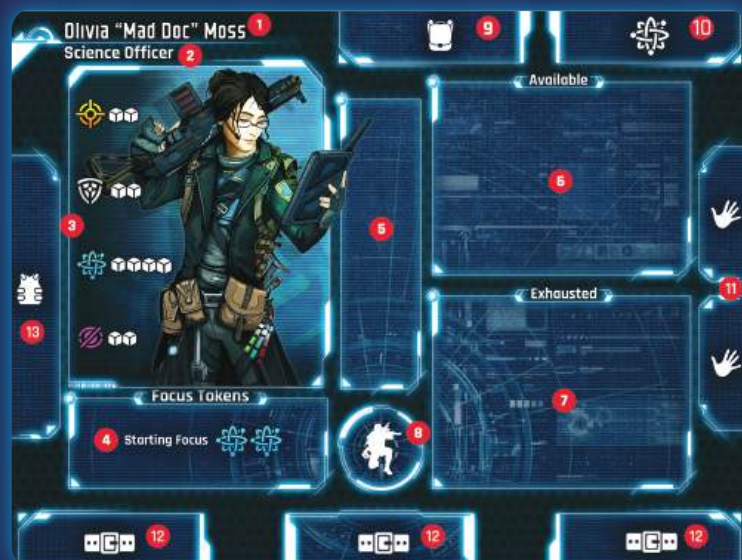 Olivia "Mad Doc" Moss 1
Science Officer 2
9
10
Available
3
5
6
11
Exhausted
13
7
Focus Tokens
4 Starting Focus
8
12
12
12